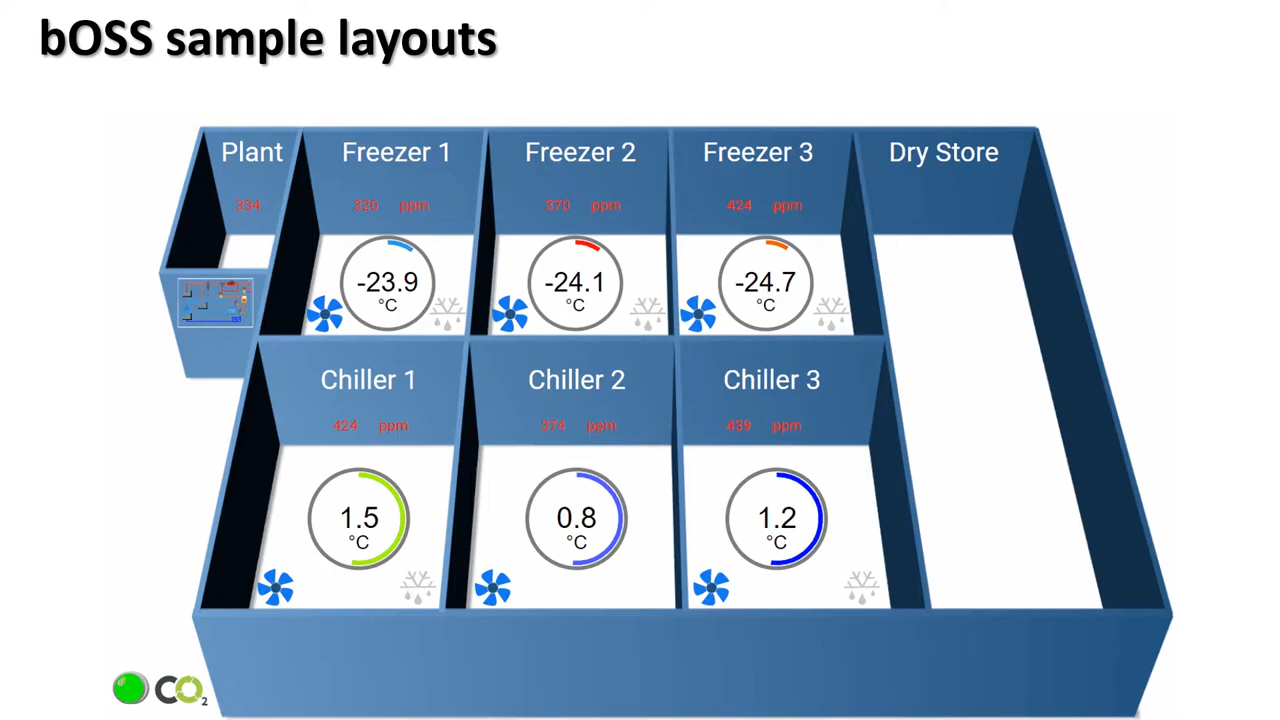 bOSS sample layouts
Plant
Freezer 1
Freezer 2
Freezer 3
Dry Store
334
320 ppm
370 ppm
424 ppm
-23.9
°C
-24.1
°C
-24.7
°C
Chiller 1
Chiller 2
Chiller 3
424 ppm
374 ppm
439 ppm
1.5
°C
0.8
°C
1.2
°C
CO2